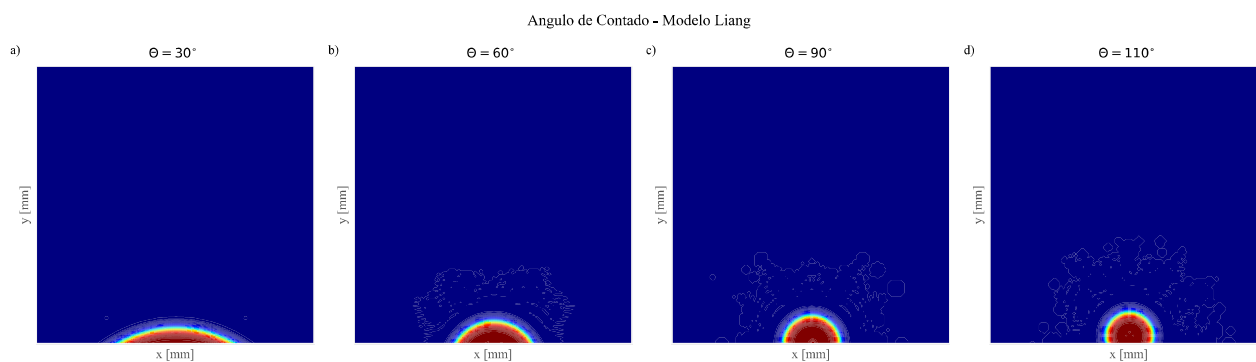 Angulo de Contado - Modelo Liang
a) Θ = 30°
b) Θ = 60°
c) Θ = 90°
d) Θ = 110°
y [mm] y [mm] y [mm] y [mm]
x [mm] x [mm] x [mm] x [mm]